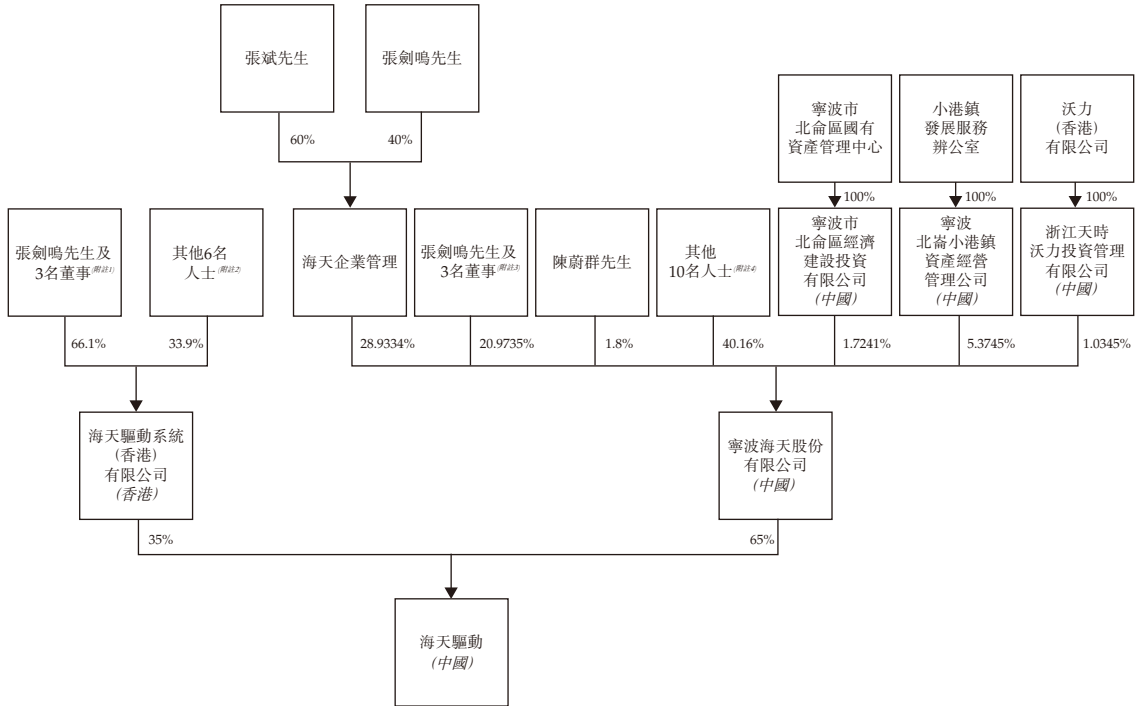 張斌先生
張劍鳴先生
60%
40%
寧波市
北侖區國有
資產管理中心
小港鎮
發展服務
辦公室
沃力
(香港)
有限公司
100%
100%
100%
張劍鳴先生及
3名董事(附註1)
其他6名
人士(附註2)
海天企業管理
張劍鳴先生及
3名董事(附註3)
陳蔚群先生
其他
10名人士(附註4)
寧波市
北侖區經濟
建設投資
有限公司
(中國)
寧波
北崙小港鎮
資產經營
管理公司
(中國)
浙江天時
沃力投資管理
有限公司
(中國)
66.1%
33.9%
28.9334%
20.9735%
1.8%
40.16%
1.7241%
5.3745%
1.0345%
海天驅動系統
(香港)
有限公司
(香港)
寧波海天股份
有限公司
(中國)
35%
65%
海天驅動
(中國)